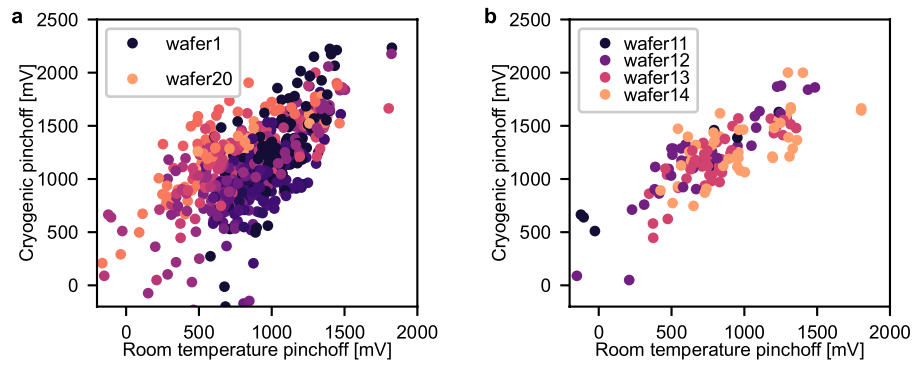 a
wafer1
wafer20
2500
2000
1500
1000
500
0
Cryogenic pinchoff [mV]
0 500 1000 1500 2000
Room temperature pinchoff [mV]
b
wafer11
wafer12
wafer13
wafer14
2500
2000
1500
1000
500
0
Cryogenic pinchoff [mV]
0 500 1000 1500 2000
Room temperature pinchoff [mV]